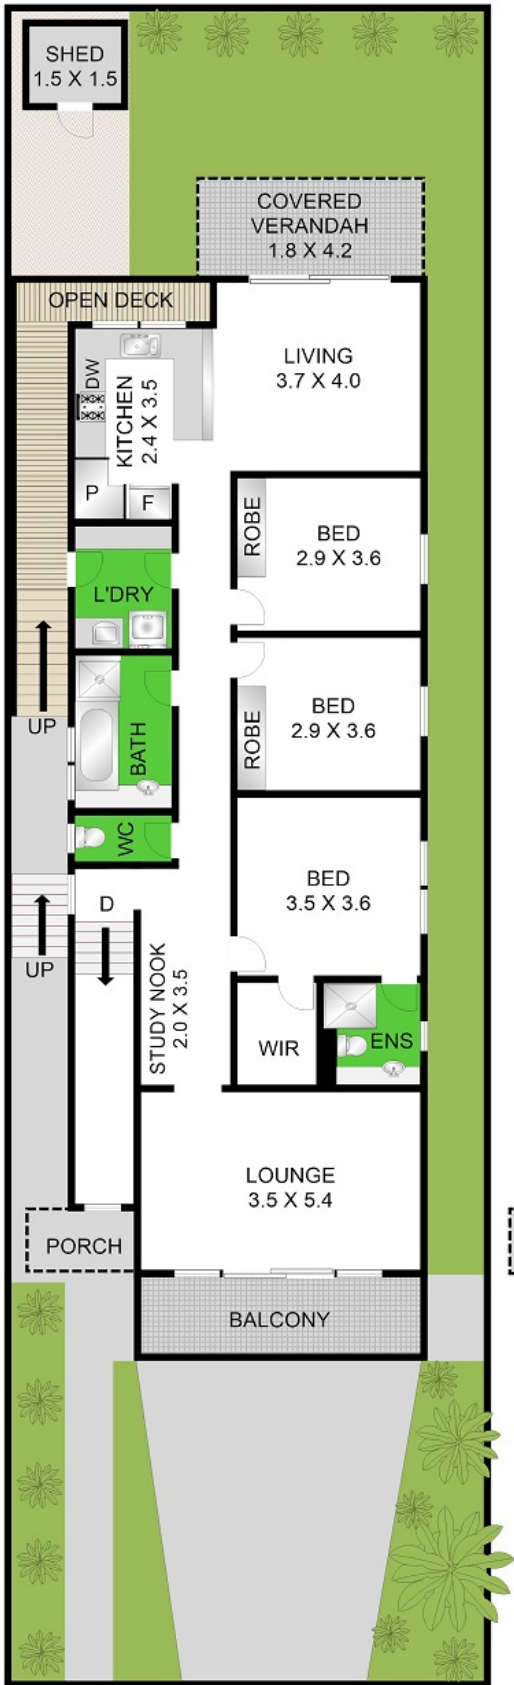 SHED
1.5 X 1.5
COVERED
VERANDAH
1.8 X 4.2
OPEN DECK
LIVING
3.7 X 4.0
DW
KITCHEN
2.4 X 3.5
P
F
ROBE
BED
2.9 X 3.6
L'DRY
BED
2.9 X 3.6
ROBE
UP
BATH
WC
BED
3.5 X 3.6
D
UP
STUDY NOOK
2.0 X 3.5
WIR
ENS
LOUNGE
3.5 X 5.4
PORCH
BALCONY